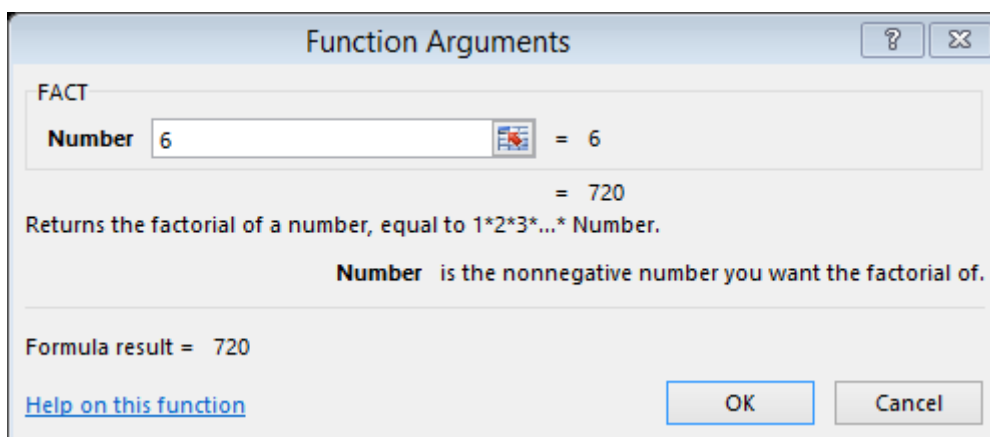 Function Arguments
FACT
Number 6 = 6
= 720
Returns the factorial of a number, equal to 1*2*3*...* Number.
Number is the nonnegative number you want the factorial of.
Formula result = 720
Help on this function OK Cancel